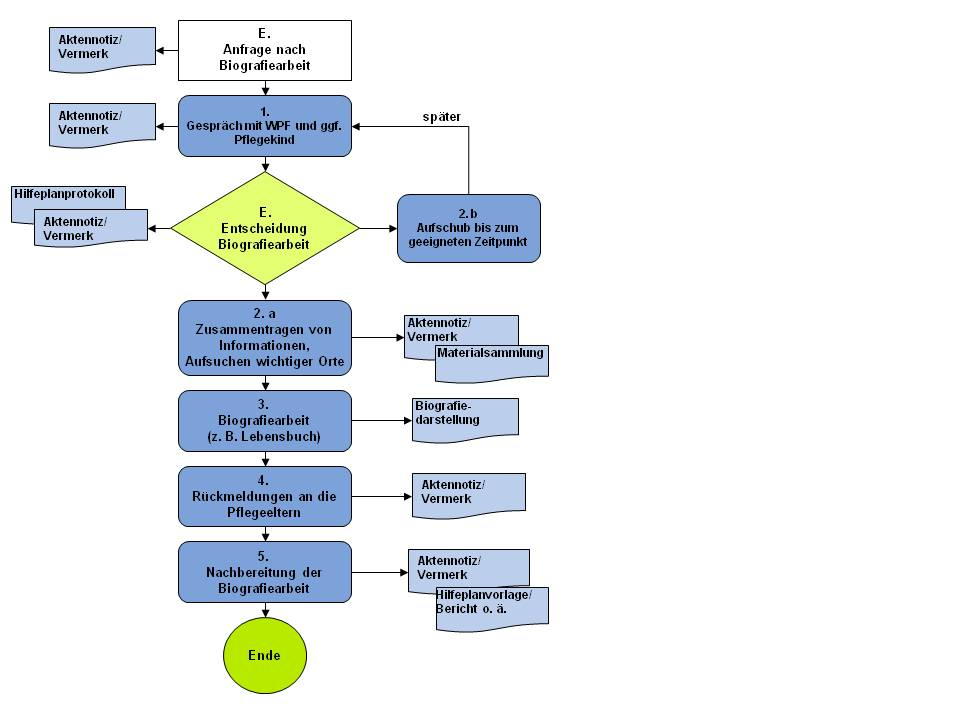 Aktennotiz/
Vermerk
E.
Anfrage nach
Biografiearbeit
Aktennotiz/
Vermerk
1.
Gespräch mit WPF und ggf.
Pflegekind
später
Hilfeplanprotokoll
Aktennotiz/
Vermerk
E.
Entscheidung
Biografiearbeit
2.b
Aufschub bis zum
geeigneten Zeitpunkt
2. a
Zusammentragen von
Informationen,
Aufsuchen wichtiger Orte
Aktennotiz/
Vermerk
Materialsammlung
3.
Biografiearbeit
(z. B. Lebensbuch)
Biografie-
darstellung
4.
Rückmeldungen an die
Pflegeeltern
Aktennotiz/
Vermerk
5.
Nachbereitung der
Biografiearbeit
Aktennotiz/
Vermerk
Hilfeplanvorlage/
Bericht o. ä.
Ende